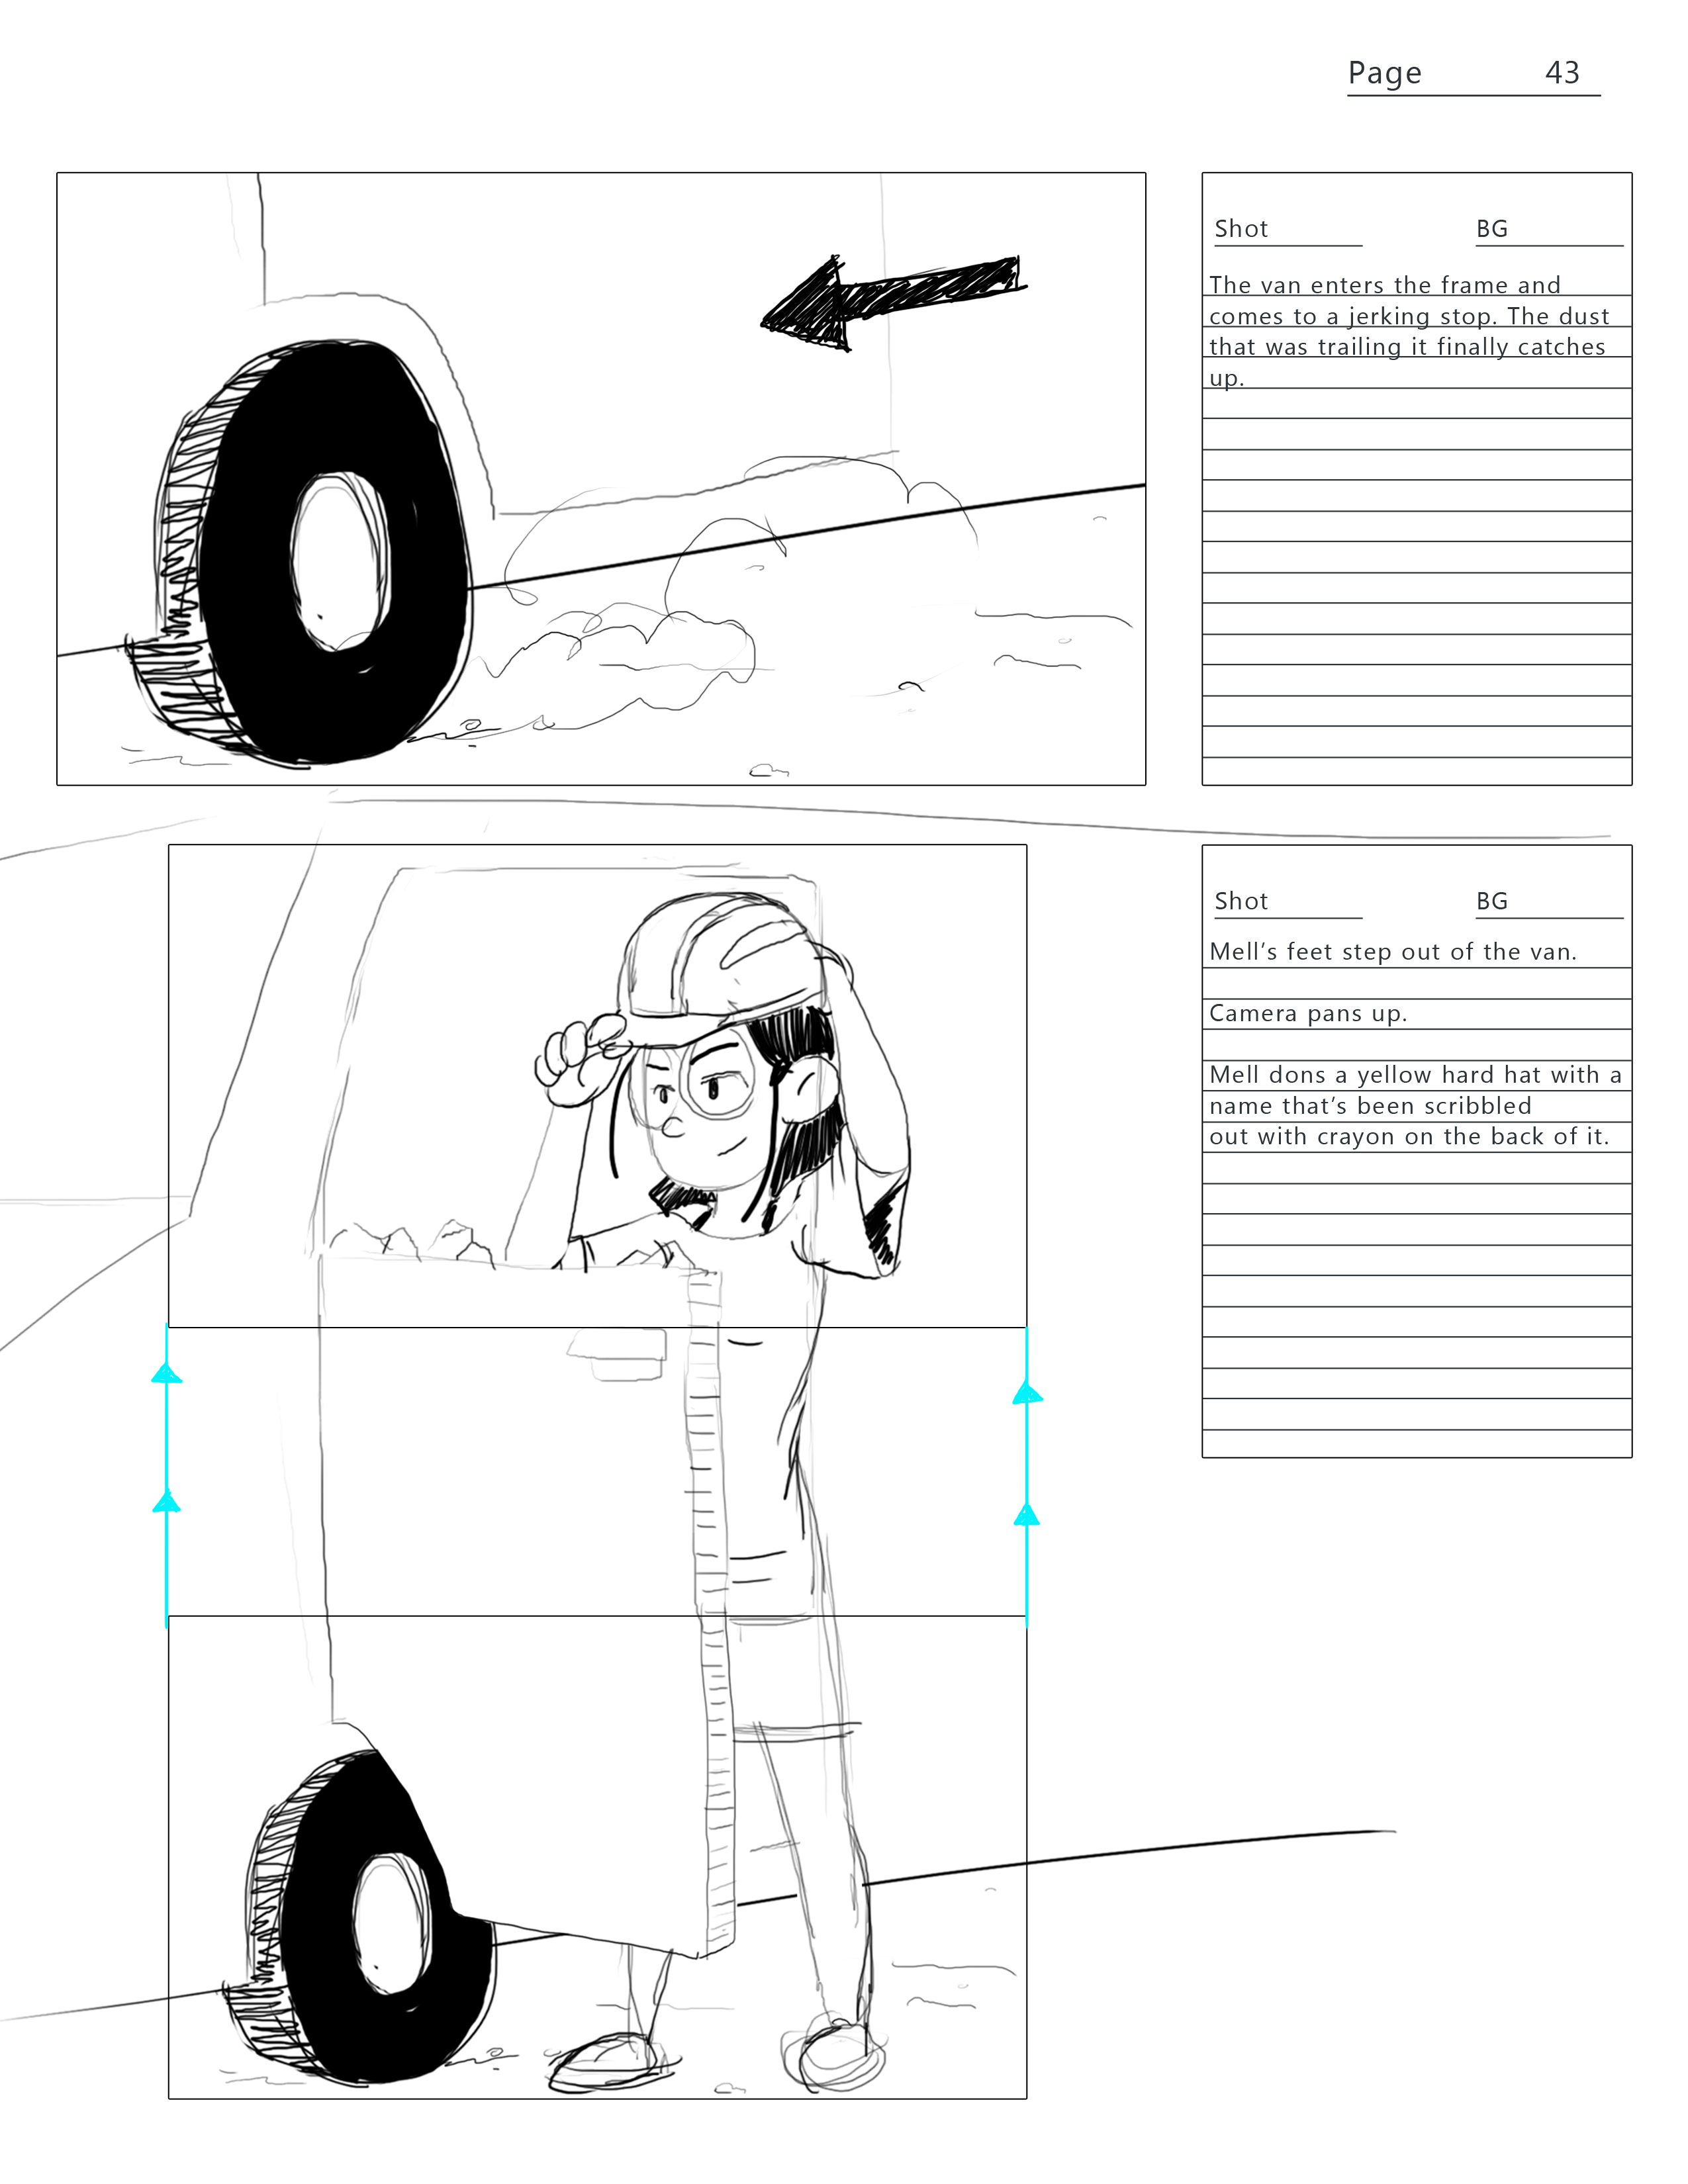 Page 43
Shot BG
The van enters the frame and
comes to a jerking stop. The dust
that was trailing it finally catches
up.
Shot BG
Mell’s feet step out of the van.
Camera pans up.
Mell dons a yellow hard hat with a
name that’s been scribbled
out with crayon on the back of it.